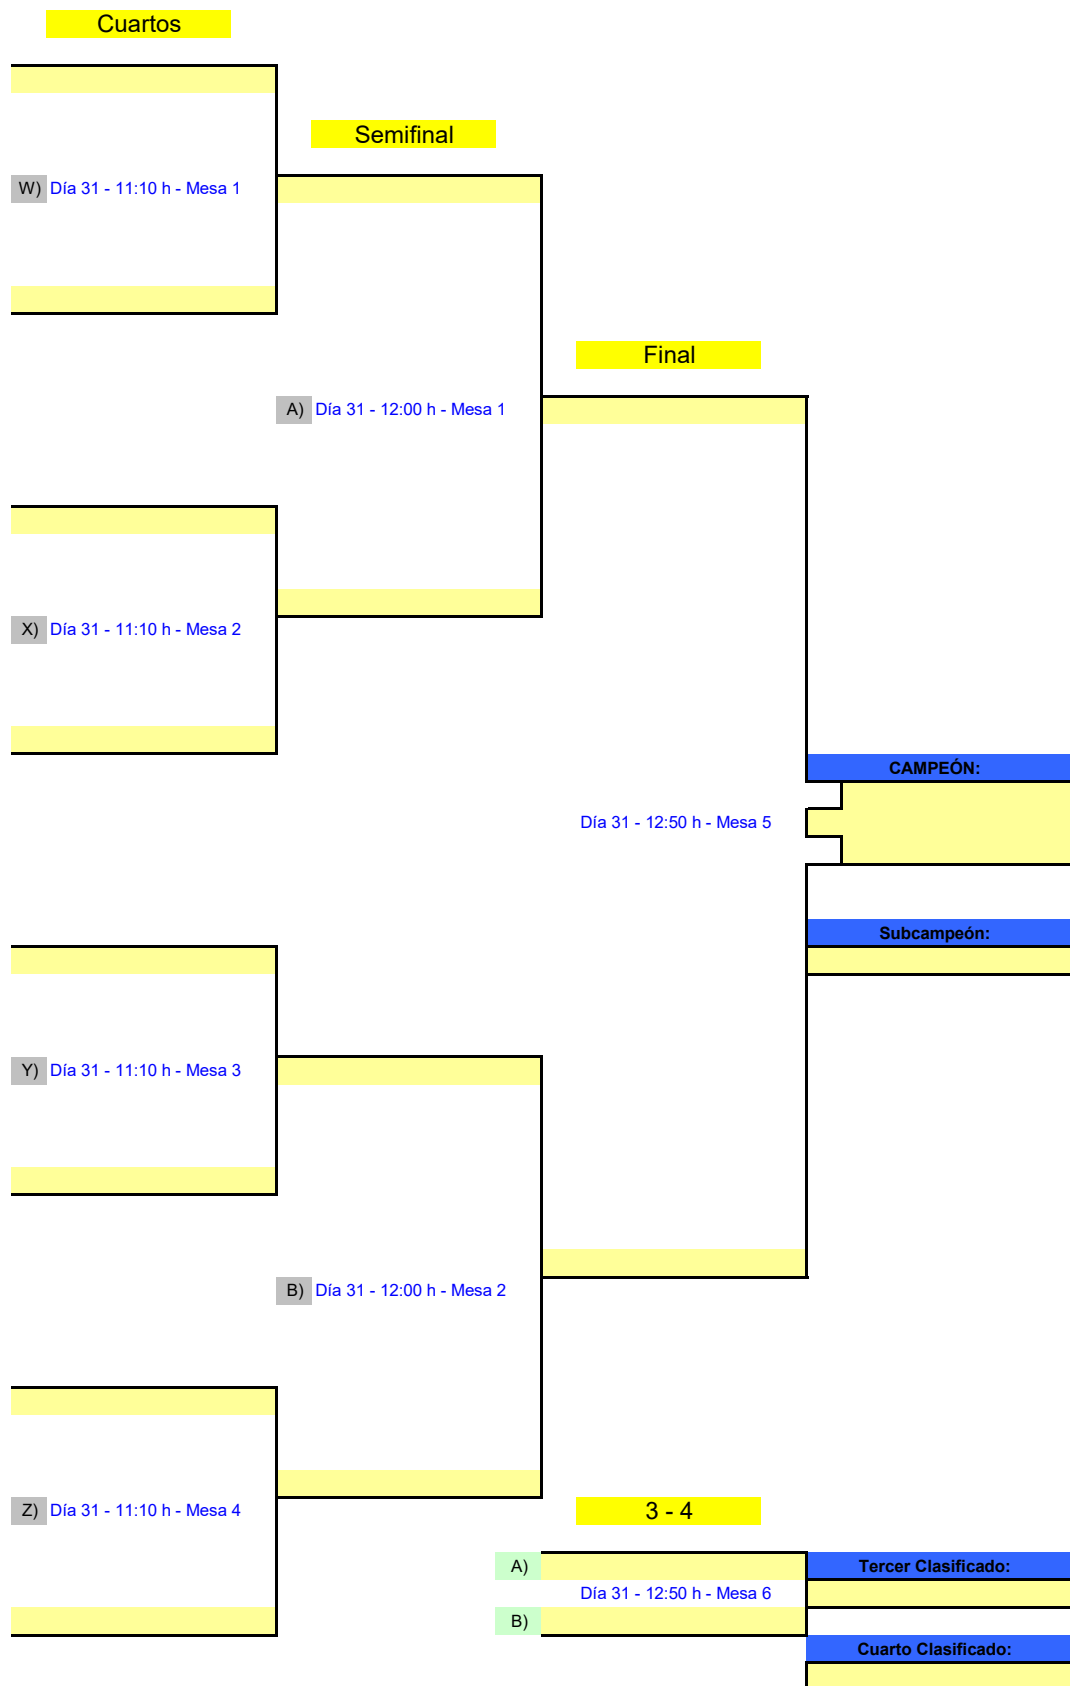 Cuartos
Semifinal
W) Día 31 - 11:10 h - Mesa 1
Final
A) Día 31 - 12:00 h - Mesa 1
X) Día 31 - 11:10 h - Mesa 2
CAMPEÓN:
Día 31 - 12:50 h - Mesa 5
Subcampeón:
Y) Día 31 - 11:10 h - Mesa 3
B) Día 31 - 12:00 h - Mesa 2
Z) Día 31 - 11:10 h - Mesa 4
3 - 4
A)
Tercer Clasificado:
Día 31 - 12:50 h - Mesa 6
B)
Cuarto Clasificado: